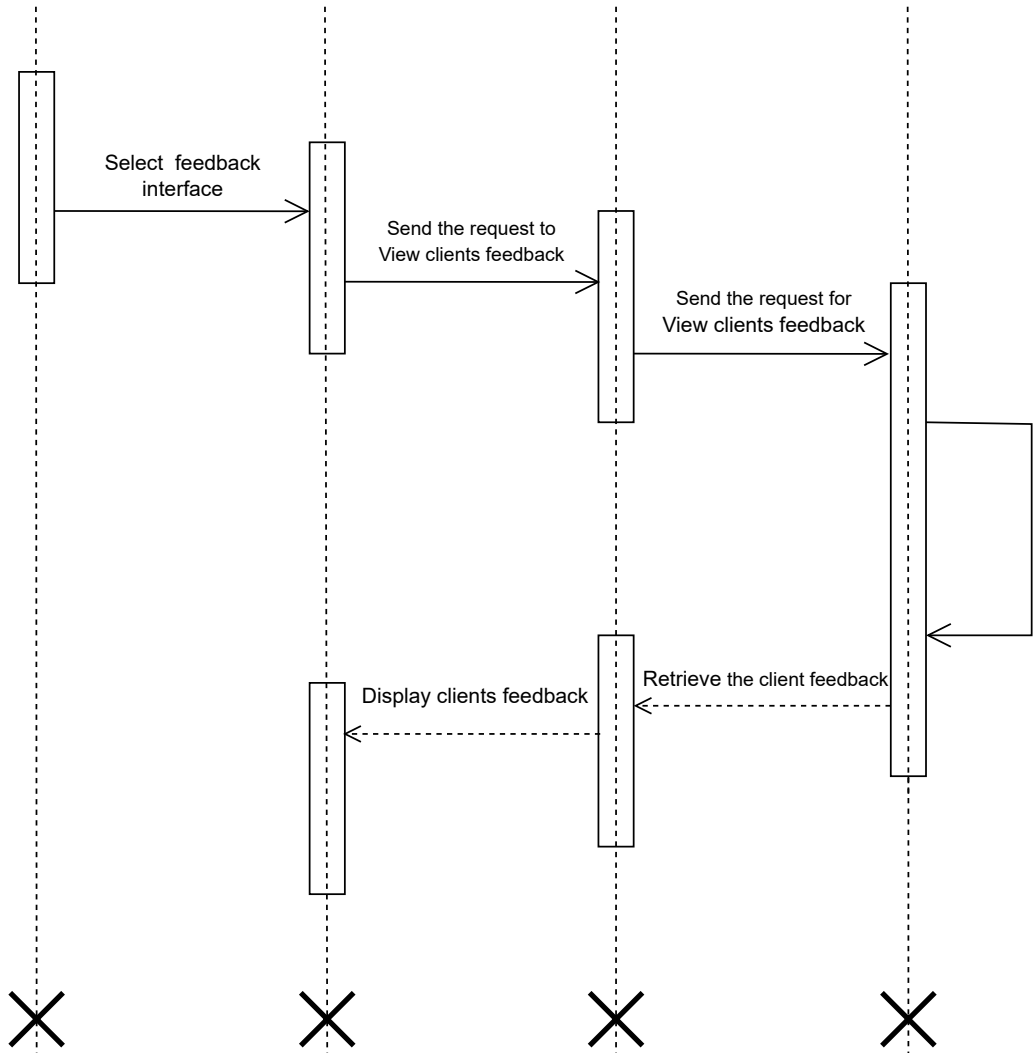 Select feedback
interface
Send the request to
View clients feedback
Send the request for
View clients feedback
Retrieve the client feedback
Display clients feedback